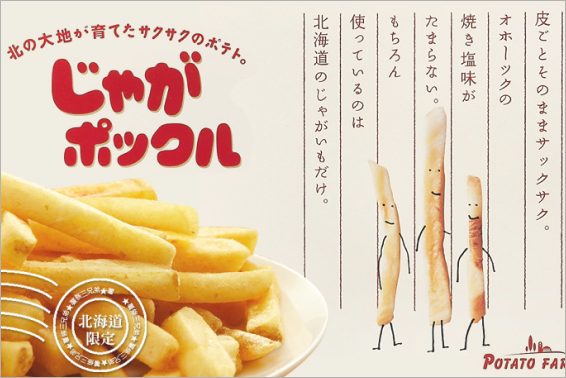 北の大地が育てたサクサクのポテト。
じゃが
ポックル
皮ごとそのままサックサク。
オホーツクの
焼き塩味が
たまらない。
もちろん
使っているのは
北海道のじゃがいもだけ。
北海道
限定
POTATO FAR